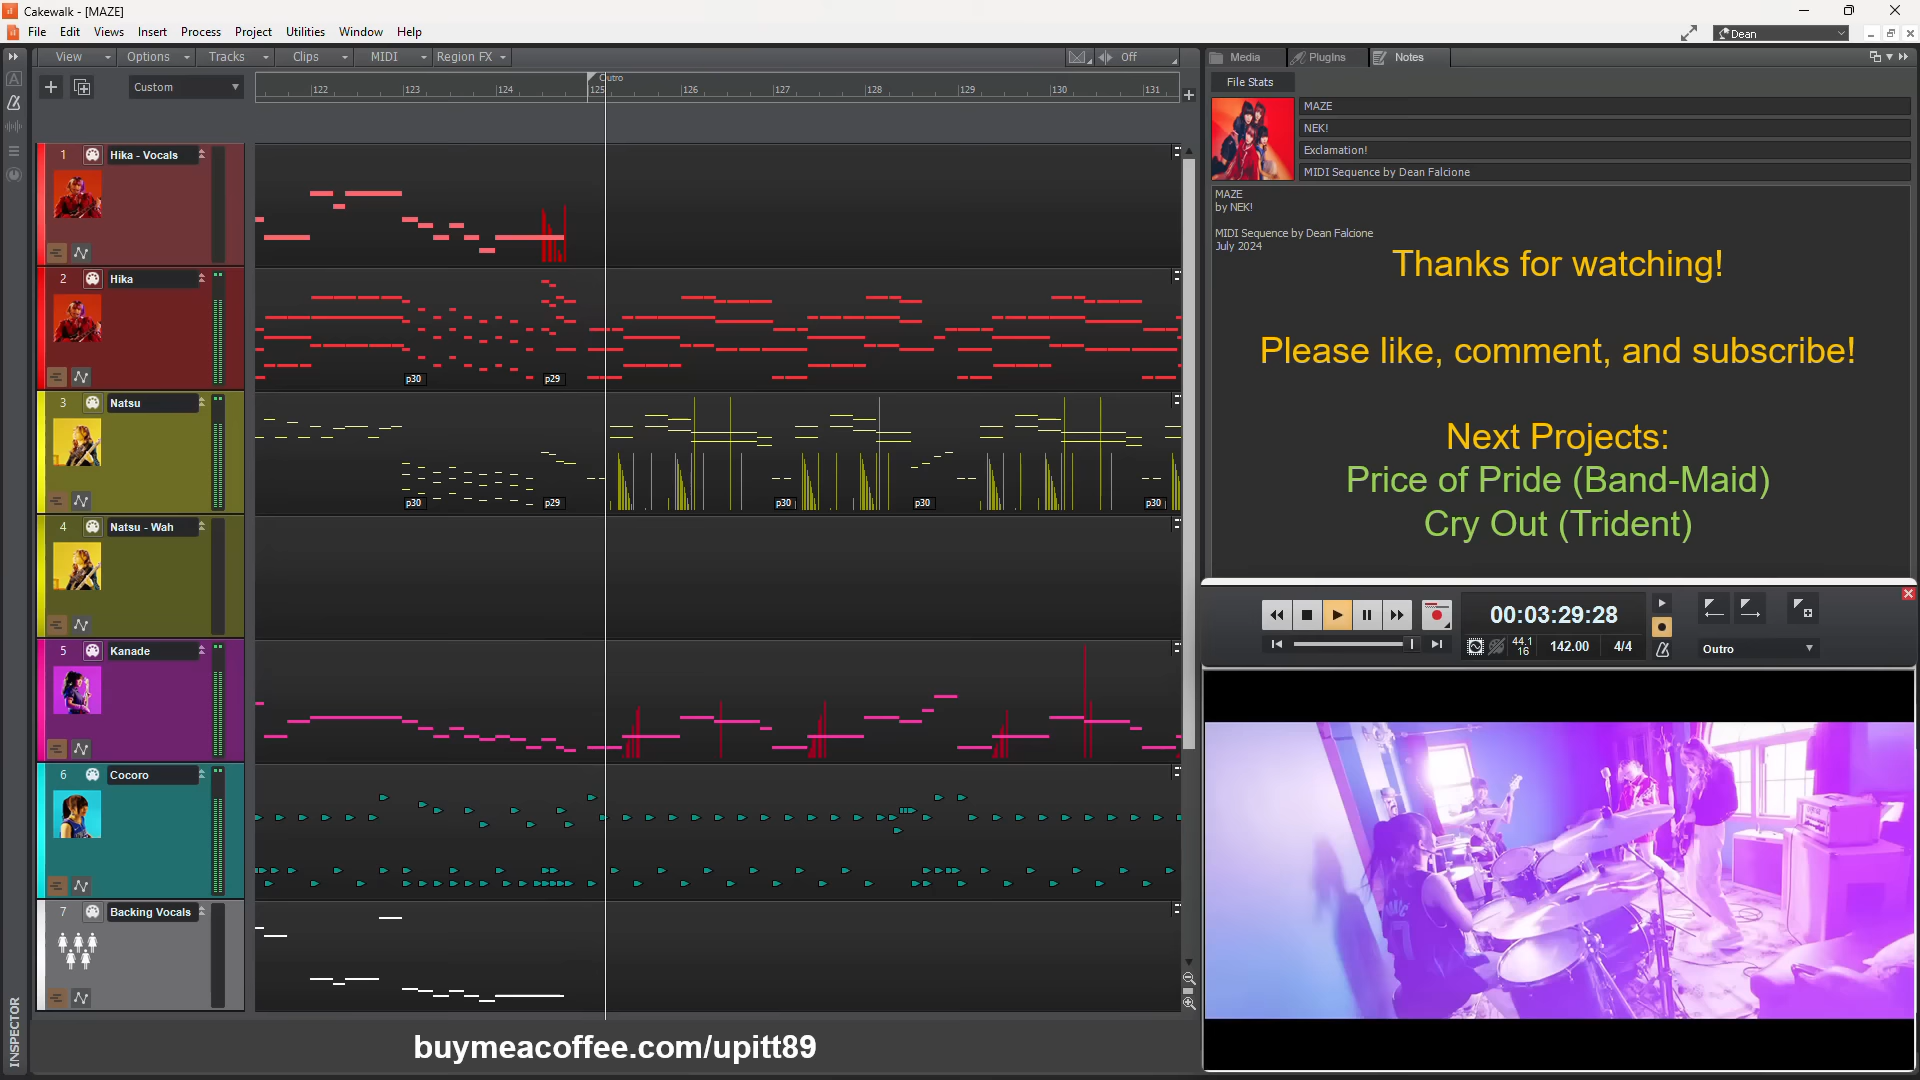 Cakewalk - [MAZE]
File Edit Views Insert Process Project Utilities Window Help
Dean
View Options Tracks Clips MIDI Region FX Off
Media PlugIns Notes
File Stats
Custom
Outro
122 123 124 125 126 127 128 129 130 131
MAZE
NEK!
Exclamation!
MIDI Sequence by Dean Falcione
MAZE
by NEK!
MIDI Sequence by Dean Falcione
July 2024
Thanks for watching!
Please like, comment, and subscribe!
Next Projects:
Price of Pride (Band-Maid)
Cry Out (Trident)
1 Hika - Vocals
2 Hika
p30 p29
3 Natsu
p30 p29 p30 p30 p30
4 Natsu - Wah
5 Kanade
6 Cocoro
7 Backing Vocals
00:03:29:28
44.1
16
142.00 4/4
Outro
INSPECTOR
buymeacoffee.com/upitt89